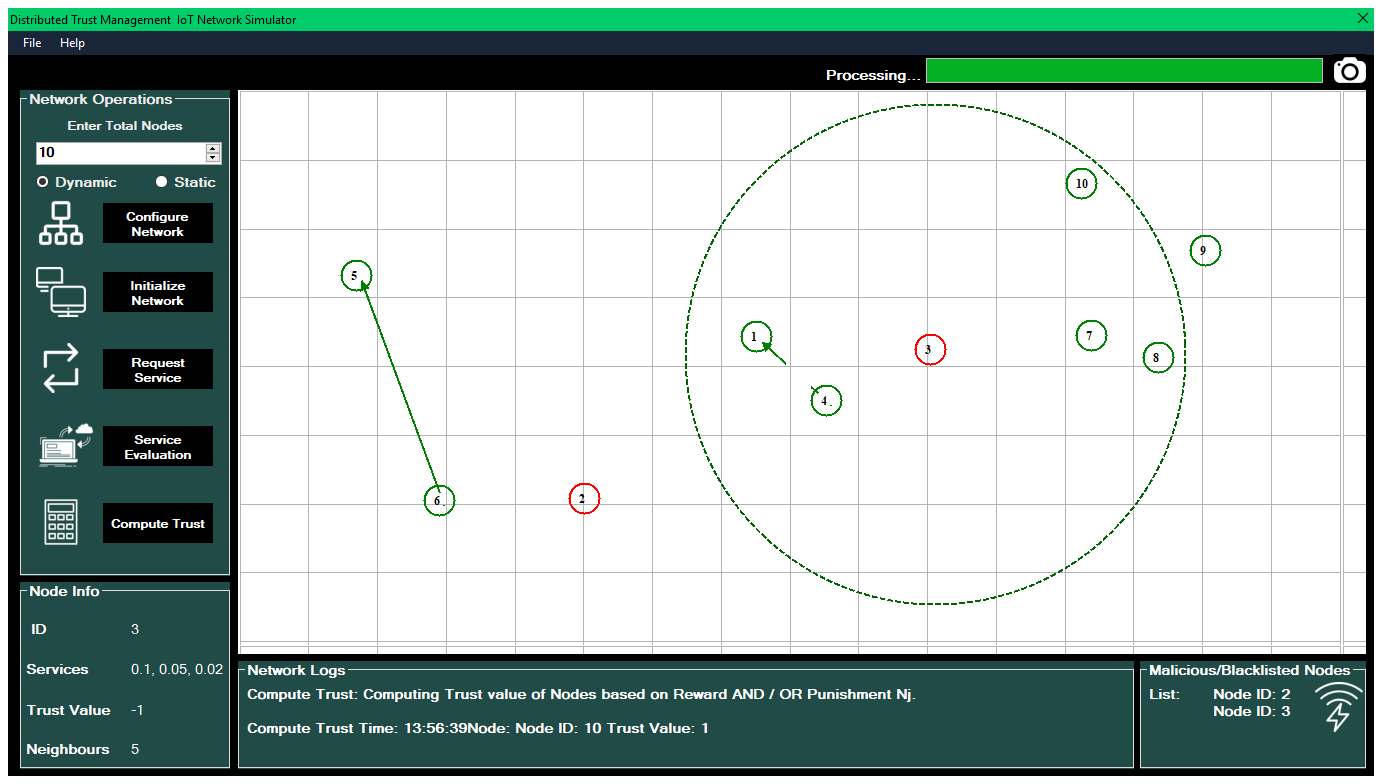 Distributed Trust Management IoT Network Simulator
File Help
Processing...
Network Operations
Enter Total Nodes
10
Dynamic Static
Configure
Network
Initialize
Network
Request
Service
Service
Evaluation
Compute Trust
10
9
5
1
3
7
8
4 .
6 .
2
Node Info
ID 3
Services 0.1, 0.05, 0.02
Trust Value -1
Neighbours 5
Network Logs
Compute Trust: Computing Trust value of Nodes based on Reward AND / OR Punishment Nj.
Compute Trust Time: 13:56:39Node: Node ID: 10 Trust Value: 1
Malicious/Blacklisted Nodes
List: Node ID: 2
Node ID: 3